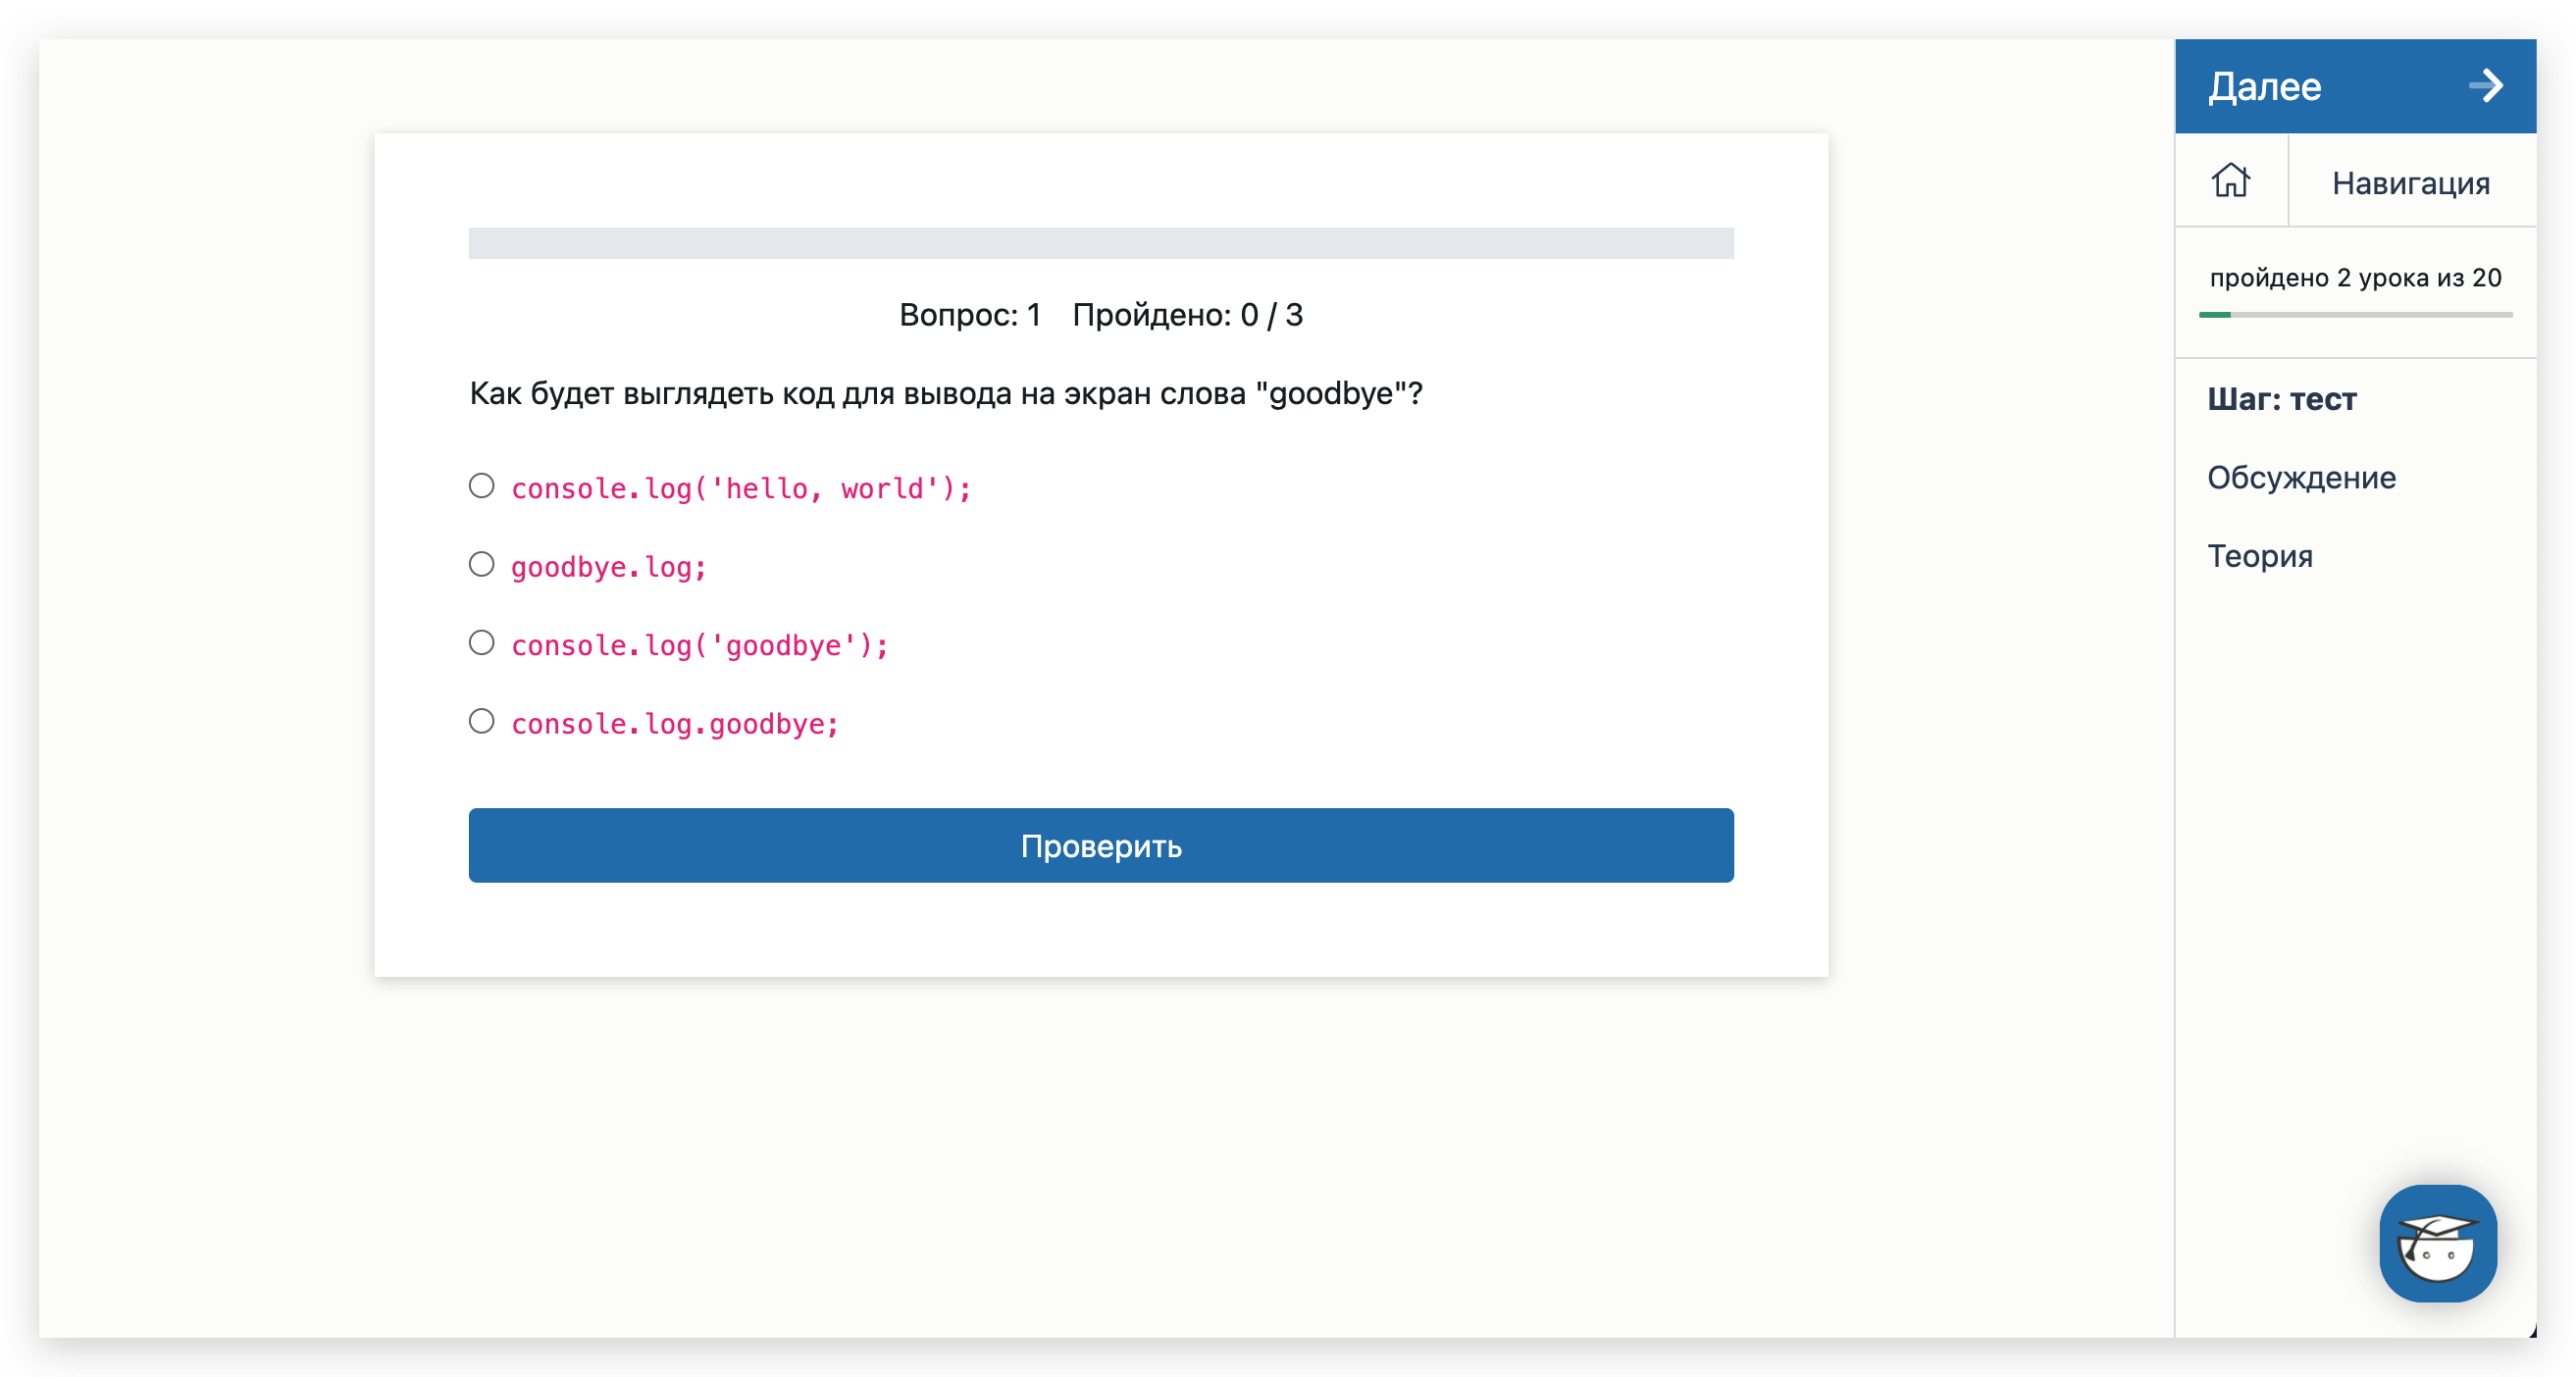 Далее
Навигация
пройдено 2 урока из 20
Шаг: тест
Обсуждение
Теория
Вопрос: 1 Пройдено: 0 / 3
Как будет выглядеть код для вывода на экран слова "goodbye"?
console.log('hello, world');
goodbye.log;
console.log('goodbye');
console.log.goodbye;
Проверить